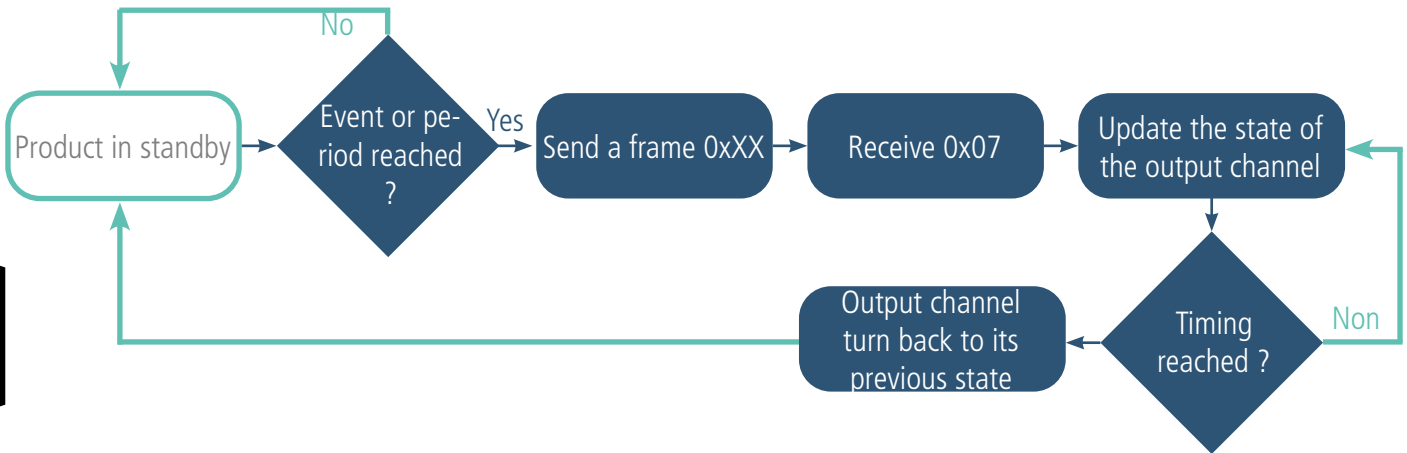 No
Product in standby
Event or pe-
riod reached
?
Yes
Send a frame 0xXX
Receive 0x07
Update the state of
the output channel
Output channel
turn back to its
previous state
Timing
reached ?
Non